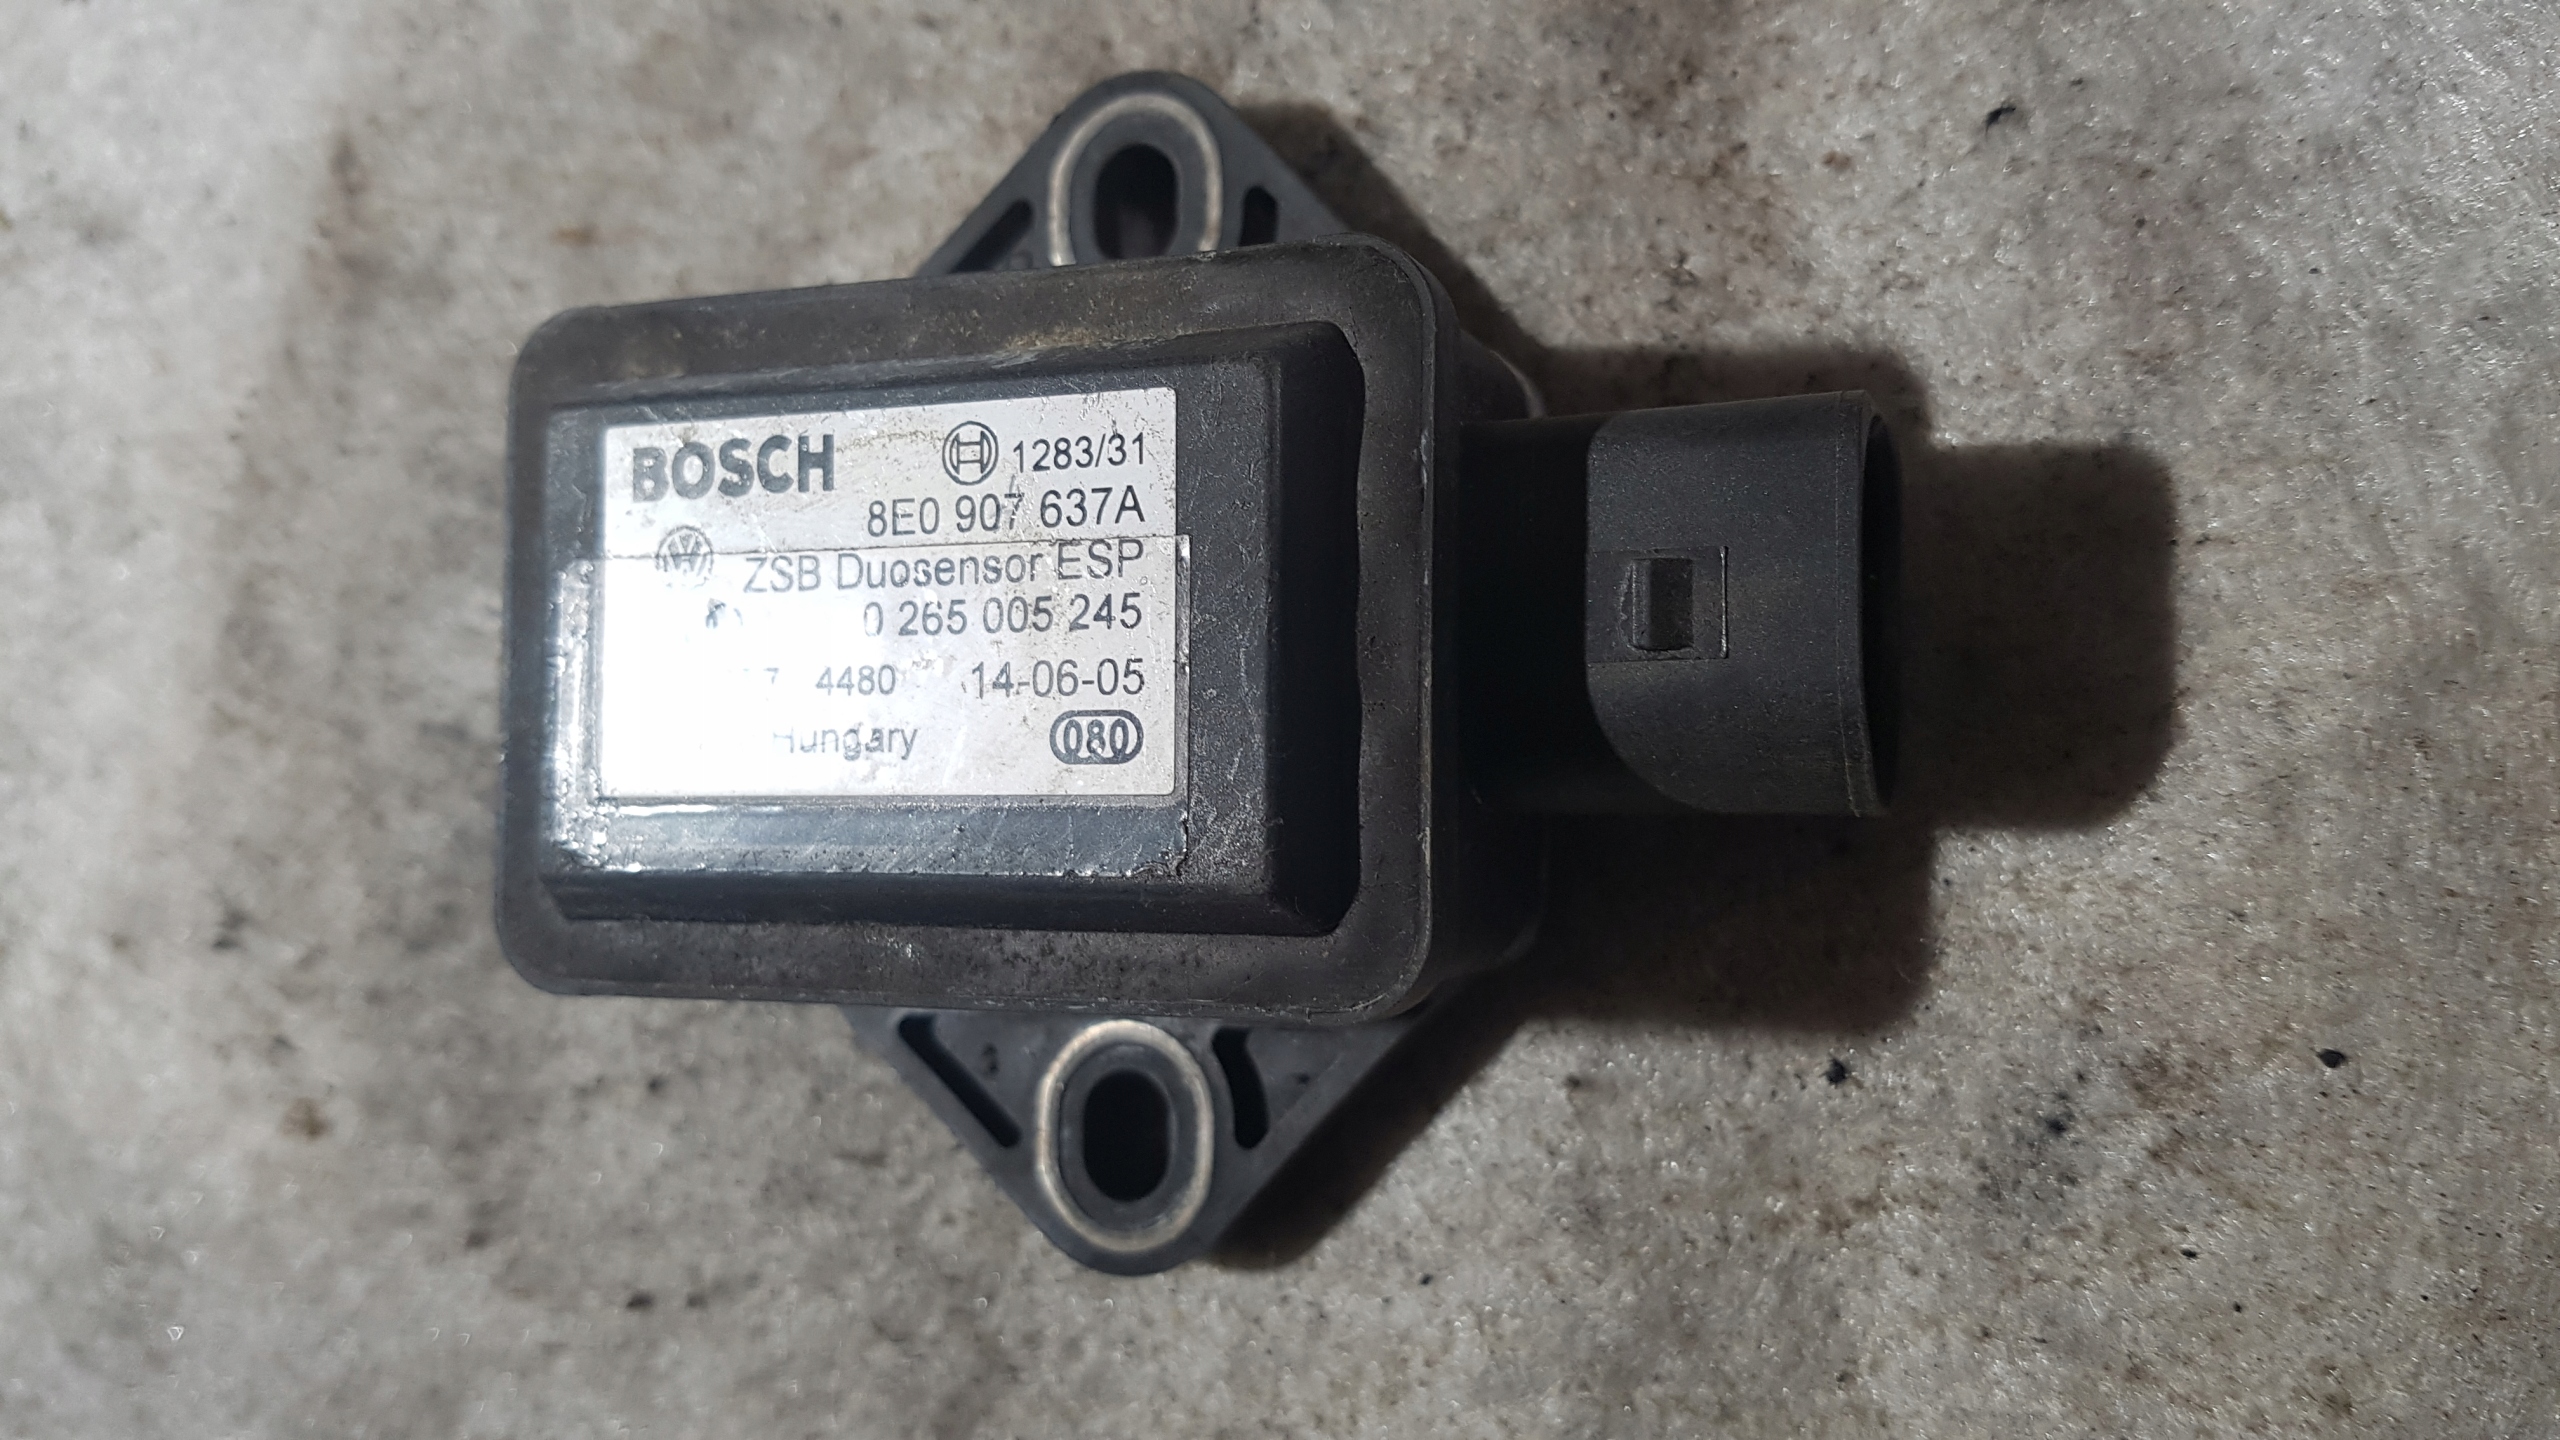 BOSCH 1283/31
8E0 907 637A
ZSB Duosensor ESP
0 265 005 245
4480 14-06-05
Hungary 080